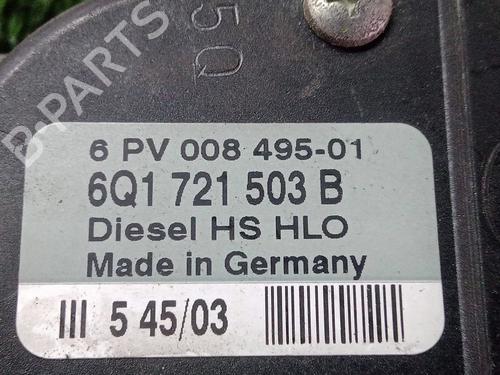 5Q
B-PARTS
6 PV 008 495-01
6Q1 721 503 B
Diesel HS HLO
Made in Germany
III 5 45/03